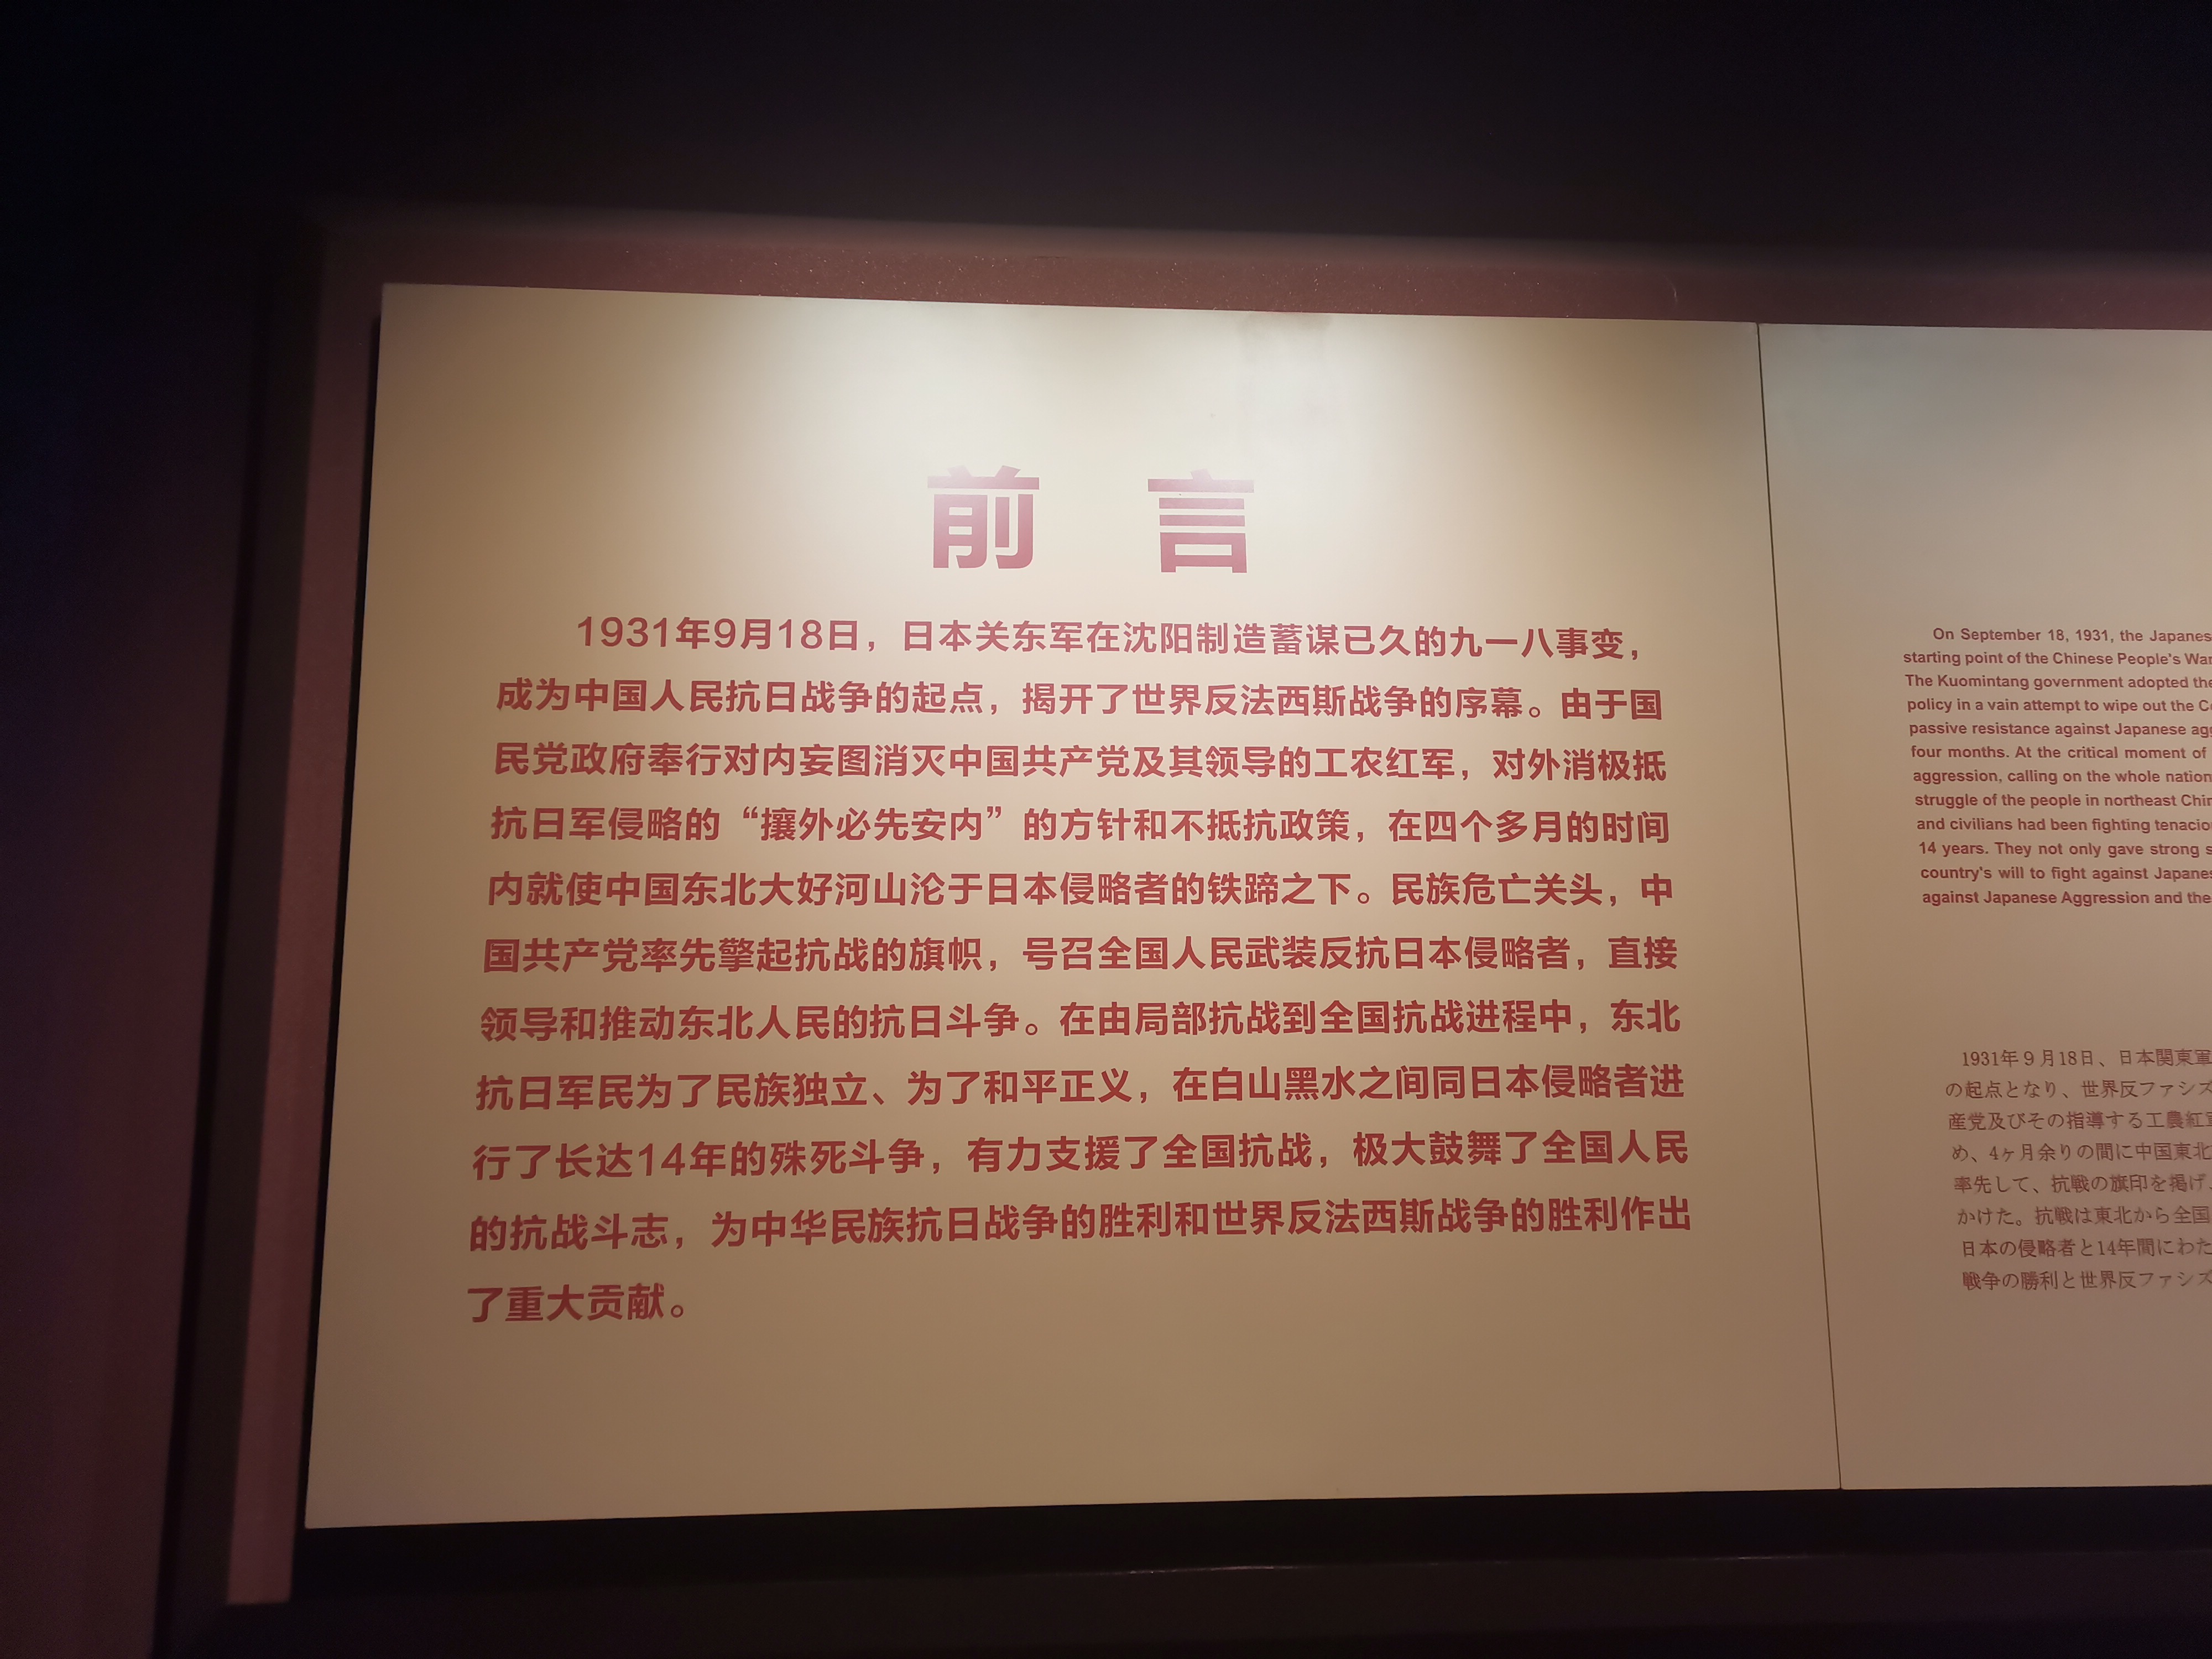 前 言
1931年9月18日，日本关东军在沈阳制造蓄谋已久的九一八事变，
成为中国人民抗日战争的起点，揭开了世界反法西斯战争的序幕。由于国
民党政府奉行对内妄图消灭中国共产党及其领导的工农红军，对外消极抵
抗日军侵略的“攘外必先安内”的方针和不抵抗政策，在四个多月的时间
内就使中国东北大好河山沦于日本侵略者的铁蹄之下。民族危亡关头，中
国共产党率先擎起抗战的旗帜，号召全国人民武装反抗日本侵略者，直接
领导和推动东北人民的抗日斗争。在由局部抗战到全国抗战进程中，东北
抗日军民为了民族独立、为了和平正义，在白山黑水之间同日本侵略者进
行了长达14年的殊死斗争，有力支援了全国抗战，极大鼓舞了全国人民
的抗战斗志，为中华民族抗日战争的胜利和世界反法西斯战争的胜利作出
了重大贡献。
On September 18, 1931, the Japanes
starting point of the Chinese People's War
The Kuomintang government adopted the
policy in a vain attempt to wipe out the C
passive resistance against Japanese ag
four months. At the critical moment of
aggression, calling on the whole nation
struggle of the people in northeast Chin
and civilians had been fighting tenacio
14 years. They not only gave strong s
country's will to fight against Japanes
against Japanese Aggression and the
1931年９月18日、日本関東軍
の起点となり、世界反ファシズ
産党及びその指導する工農紅軍
め、4ヶ月余りの間に中国東北
率先して、抗戦の旗印を掲げ、
かけた。抗戦は東北から全国
日本の侵略者と14年間にわた
戦争の勝利と世界反ファシズ